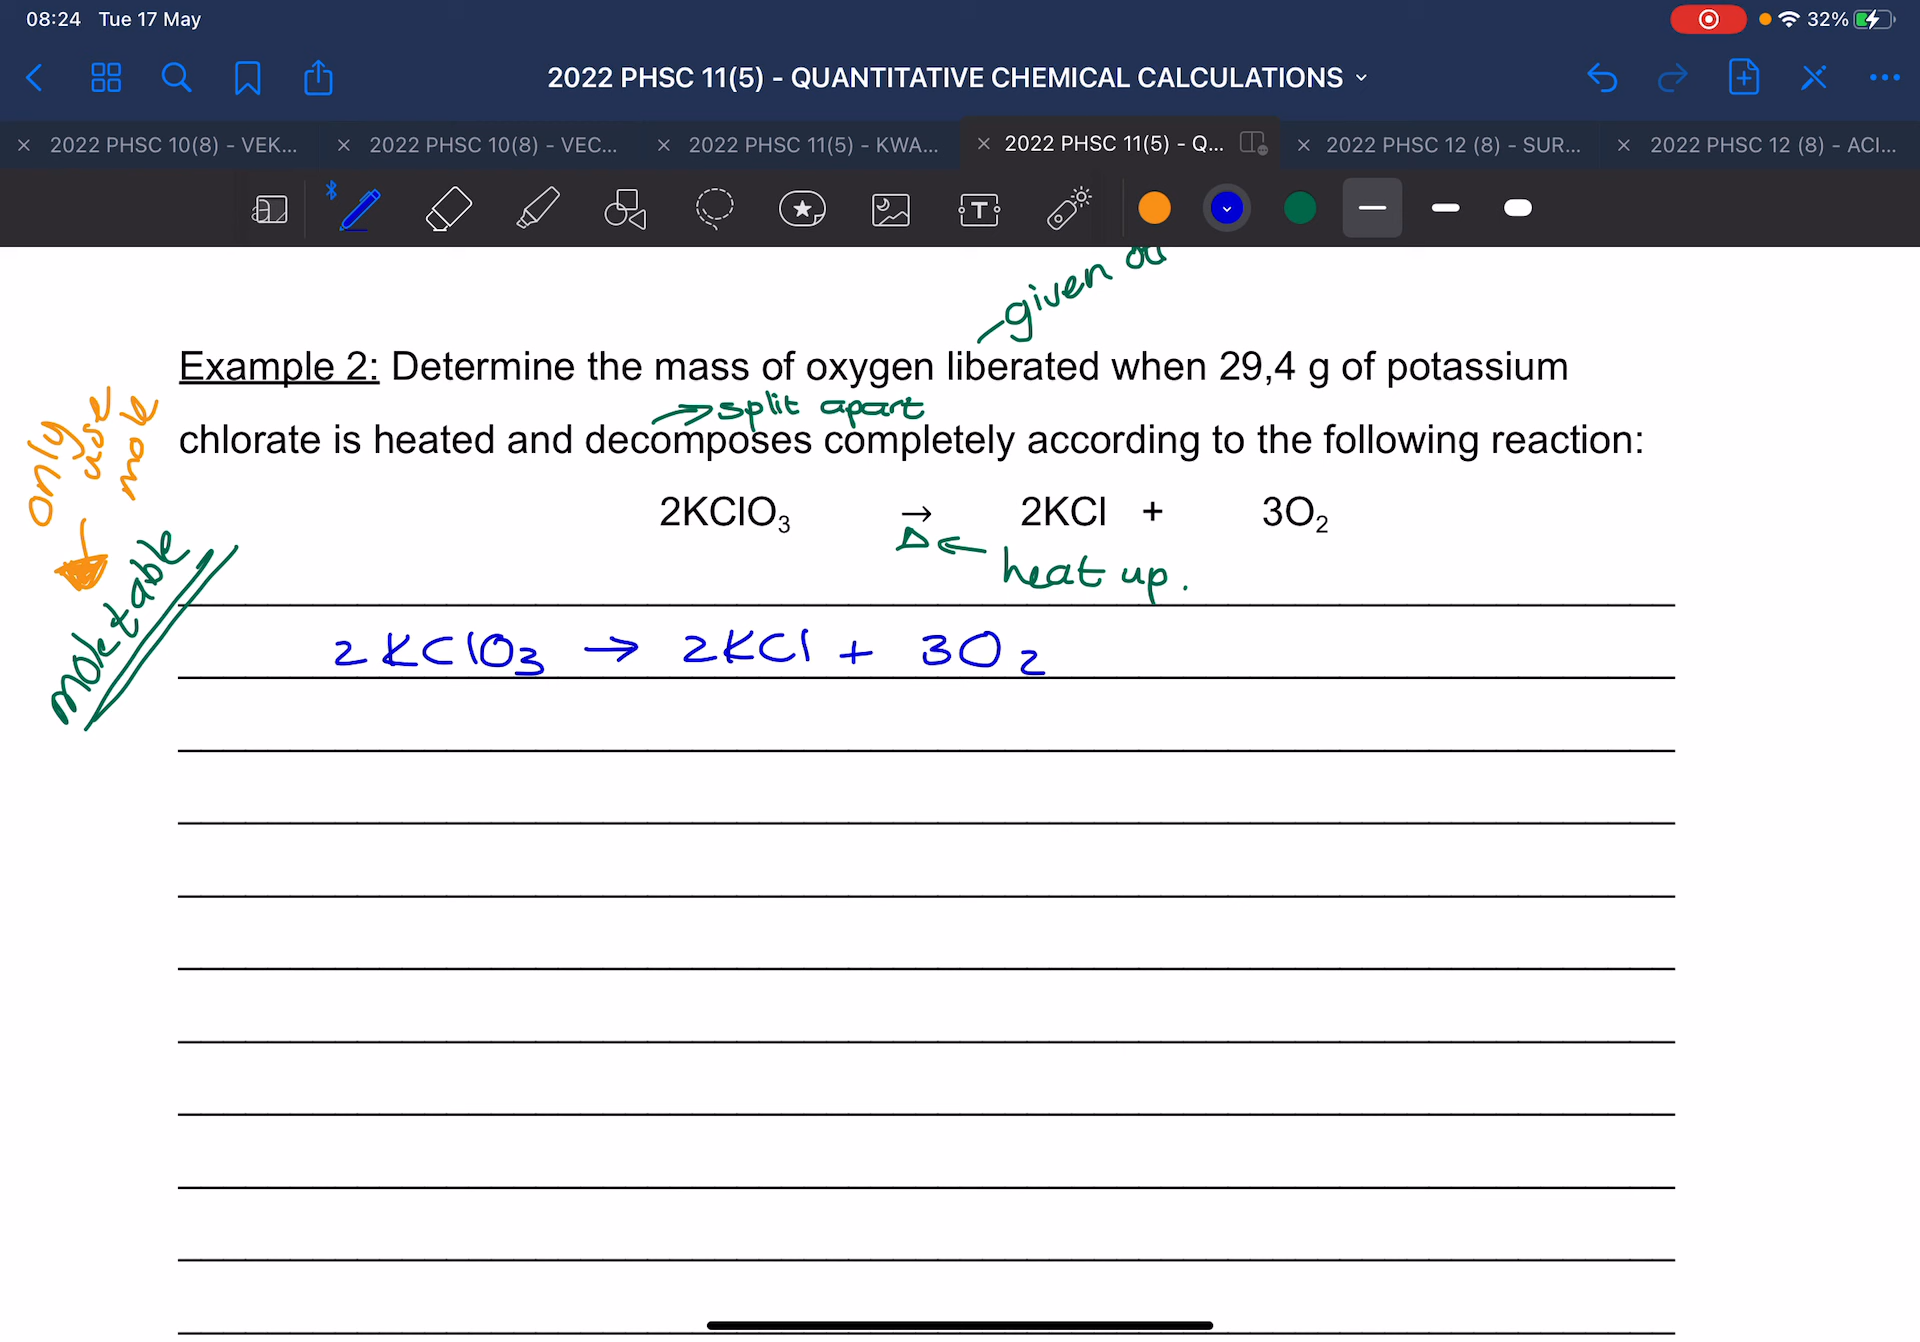 08:24 Tue 17 May
32%
2022 PHSC 11(5) - QUANTITATIVE CHEMICAL CALCULATIONS
2022 PHSC 10(8) - VEK... 2022 PHSC 10(8) - VEC... 2022 PHSC 11(5) - KWA... 2022 PHSC 11(5) - Q... 2022 PHSC 12 (8) - SUR... 2022 PHSC 12 (8) - ACI...
T
given
Example 2: Determine the mass of oxygen liberated when 29,4 g of potassium
→ split apart
chlorate is heated and decomposes completely according to the following reaction:
only use mole
2KClO₃ → 2KCl + 3O₂
Δ ← heat up.
mole table
2KClO₃ → 2KCl + 3O₂